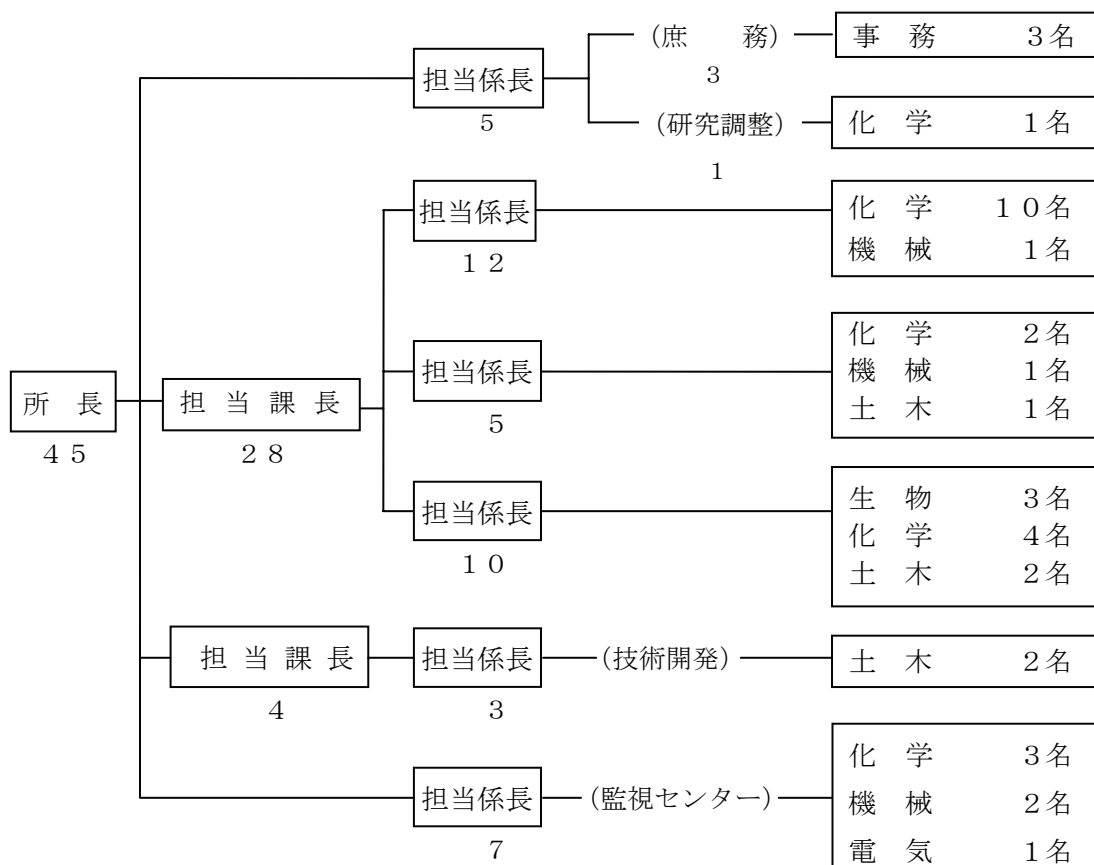 担当係長
5
(庶　　務)
3
事　務　　　3名
(研究調整)
1
化　学　　　1名
担当係長
12
化　学　　10名
機　械　　　1名
所　長
45
担　当　課　長
28
担当係長
5
化　学　　　2名
機　械　　　1名
土　木　　　1名
担当係長
10
生　物　　　3名
化　学　　　4名
土　木　　　2名
担　当　課　長
4
担当係長
3
(技術開発)
土　木　　　2名
担当係長
7
(監視センター)
化　学　　　3名
機　械　　　2名
電　気　　　1名